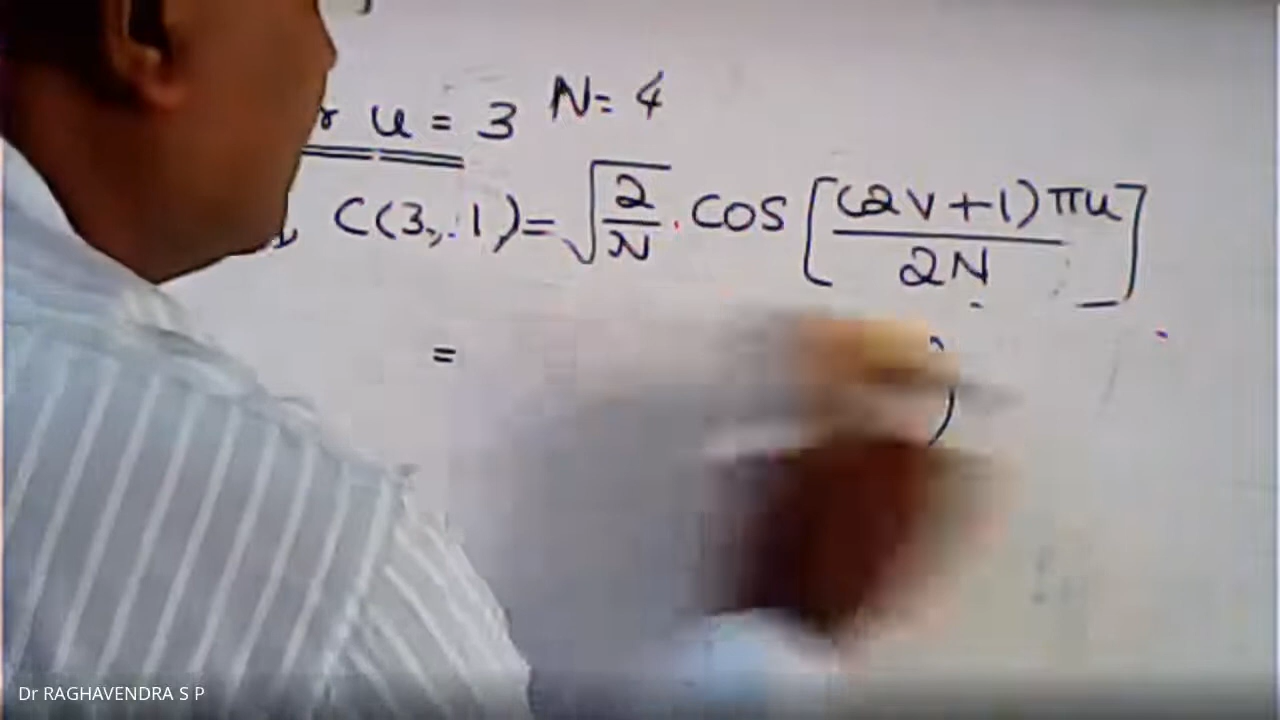 u = 3 N = 4
C(3, 1) = √(2/N) . COS [(2v+1)πu / 2N]
=
)
Dr RAGHAVENDRA S P